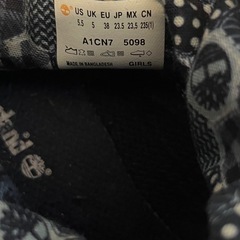 US UK EU JP MX CN
5.5 5 38 23.5 23.5 235(1)
A1CN7 5098
MADE IN BANGLADESH GIRLS